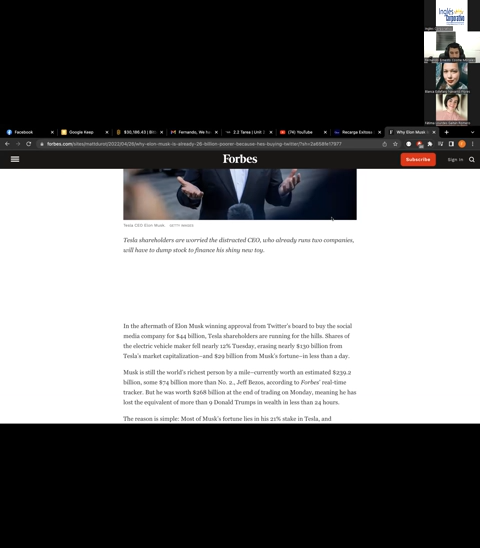 Inglés
Corporativo
Facebook
Google Keep
$30,186.43 | Bi
Gmail, We ha
2.2 Tarea | Unit
(74) YouTube
Recarga Exitosa
Why Elon Musk
forbes.com/sites/mattdurot/2022/04/26/why-elon-musk-is-already-26-billion-poorer-because-hes-buying-twitter/
Forbes
Subscribe
Sign In
Tesla CEO Elon Musk GETTY IMAGES
Tesla shareholders are worried the distracted CEO, who already runs two companies,
will have to dump stock to finance his shiny new toy.
In the aftermath of Elon Musk winning approval from Twitter's board to buy the social
media company for $44 billion, Tesla shareholders are running for the hills. Shares of
the electric vehicle maker fell nearly 12% Tuesday, erasing nearly $130 billion from
Tesla's market capitalization–and $29 billion from Musk's fortune–in less than a day.
Musk is still the world's richest person by a mile–currently worth an estimated $239.2
billion, some $74 billion more than No. 2., Jeff Bezos, according to Forbes' real-time
tracker. But he was worth $268 billion at the end of trading on Monday, meaning he has
lost the equivalent of more than 9 Donald Trumps in wealth in less than 24 hours.
The reason is simple: Most of Musk's fortune lies in his 21% stake in Tesla, and